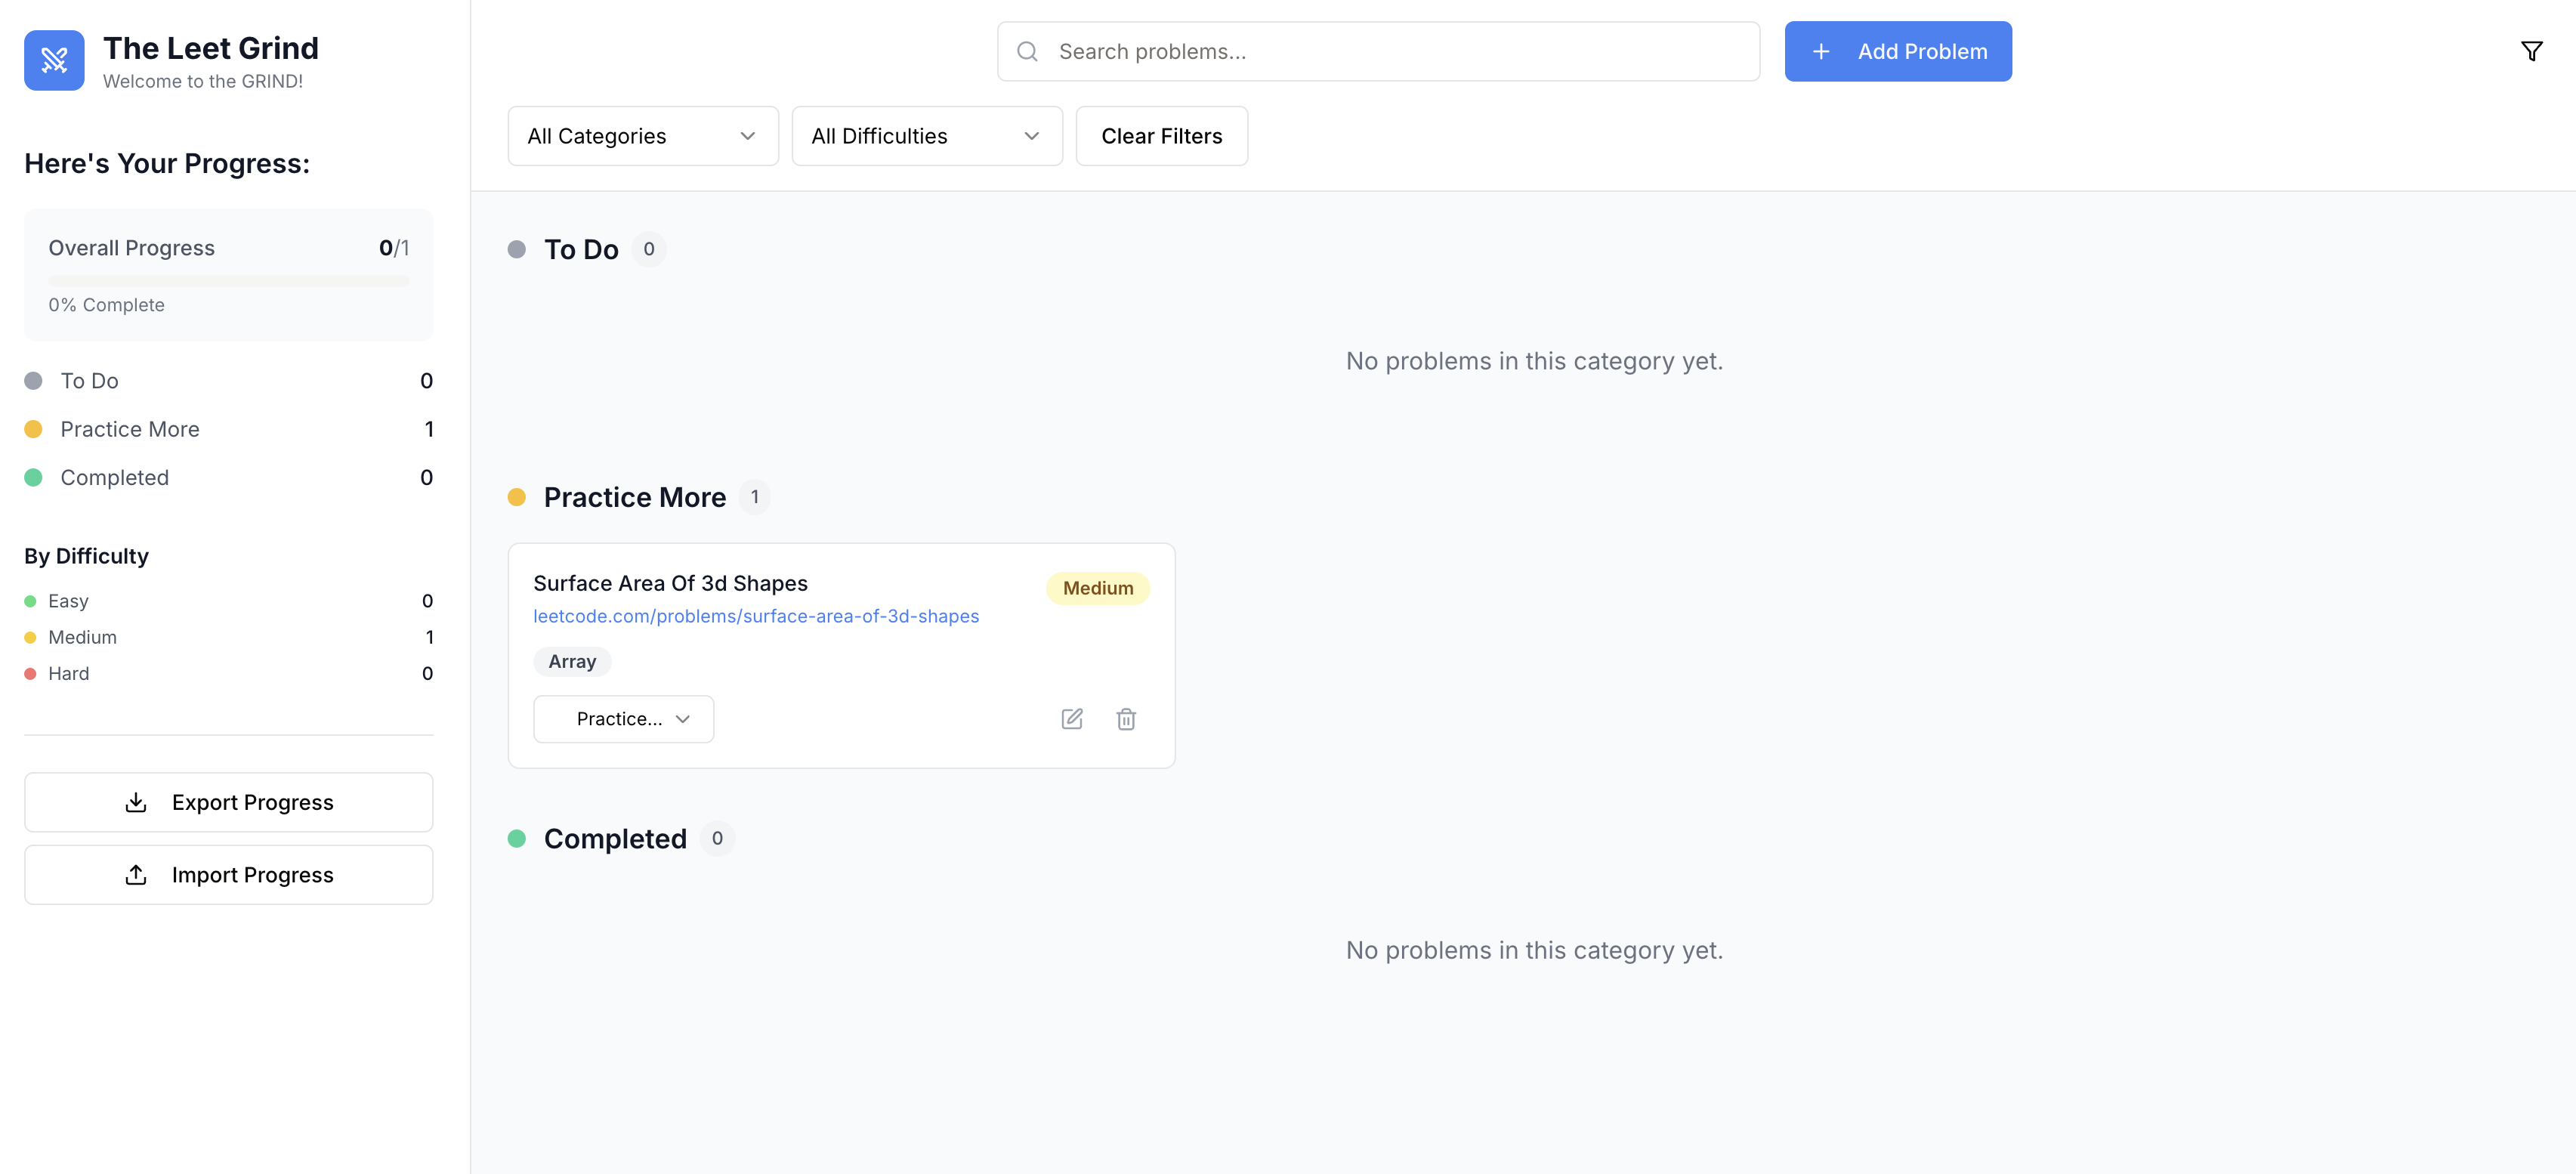 The Leet Grind
Welcome to the GRIND!
Here's Your Progress:
Overall Progress 0/1
0% Complete
To Do 0
Practice More 1
Completed 0
By Difficulty
Easy 0
Medium 1
Hard 0
Export Progress
Import Progress
Search problems...
Add Problem
All Categories
All Difficulties
Clear Filters
To Do 0
No problems in this category yet.
Practice More 1
Surface Area Of 3d Shapes
Medium
leetcode.com/problems/surface-area-of-3d-shapes
Array
Practice...
Completed 0
No problems in this category yet.